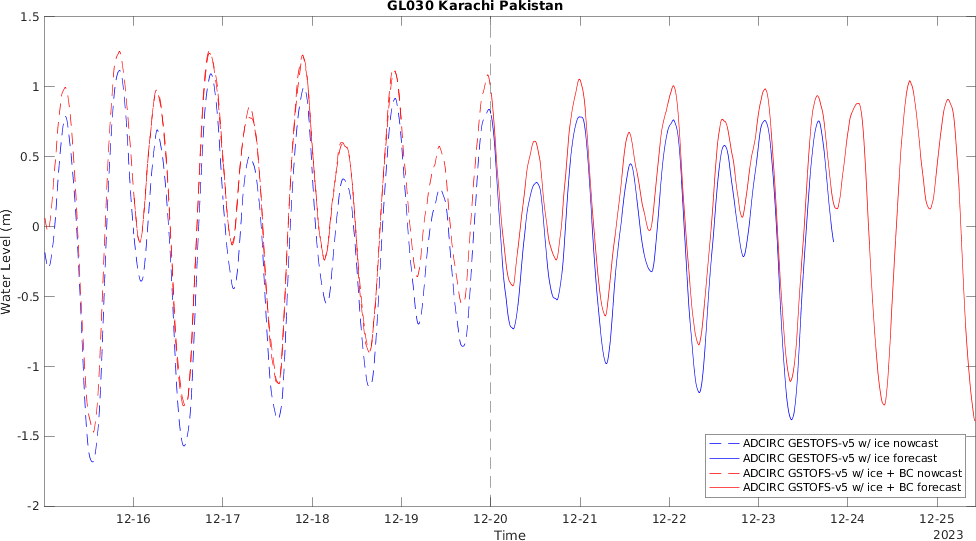 GL030 Karachi Pakistan
1.5
1
0.5
0
-0.5
-1
-1.5
-2
Water Level (m)
ADCIRC GESTOFS-v5 w/ ice nowcast
ADCIRC GESTOFS-v5 w/ ice forecast
ADCIRC GSTOFS-v5 w/ ice + BC nowcast
ADCIRC GSTOFS-v5 w/ ice + BC forecast
12-16 12-17 12-18 12-19 12-20 12-21 12-22 12-23 12-24 12-25
Time
2023